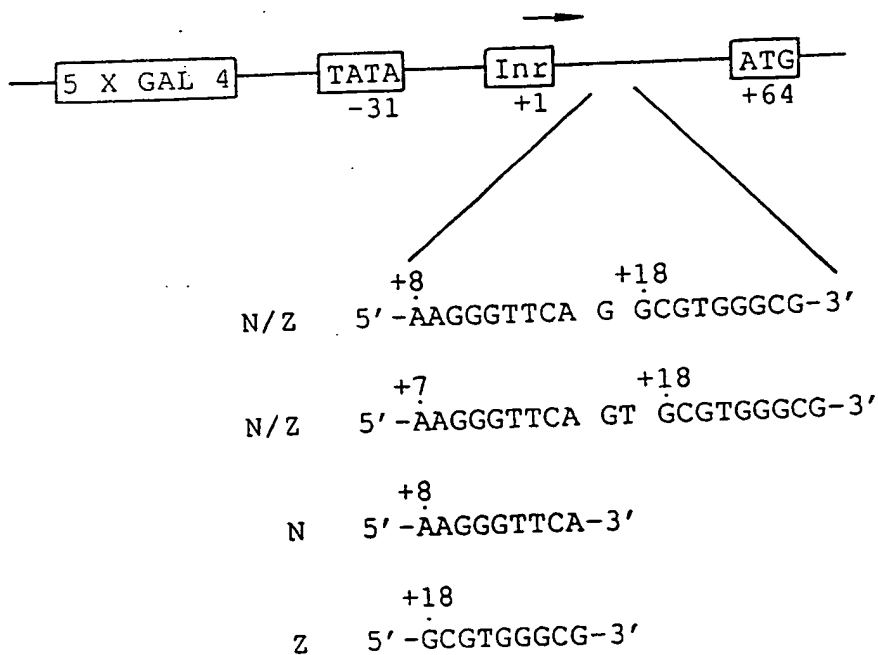 5 X GAL 4 TATA Inr ATG
-31 +1 +64
+8 +18
N/Z 5'-AAGGGTTCA G GCGTGGGCG-3'
+7 +18
N/Z 5'-AAGGGTTCA GT GCGTGGGCG-3'
+8
N 5'-AAGGGTTCA-3'
+18
Z 5'-GCGTGGGCG-3'